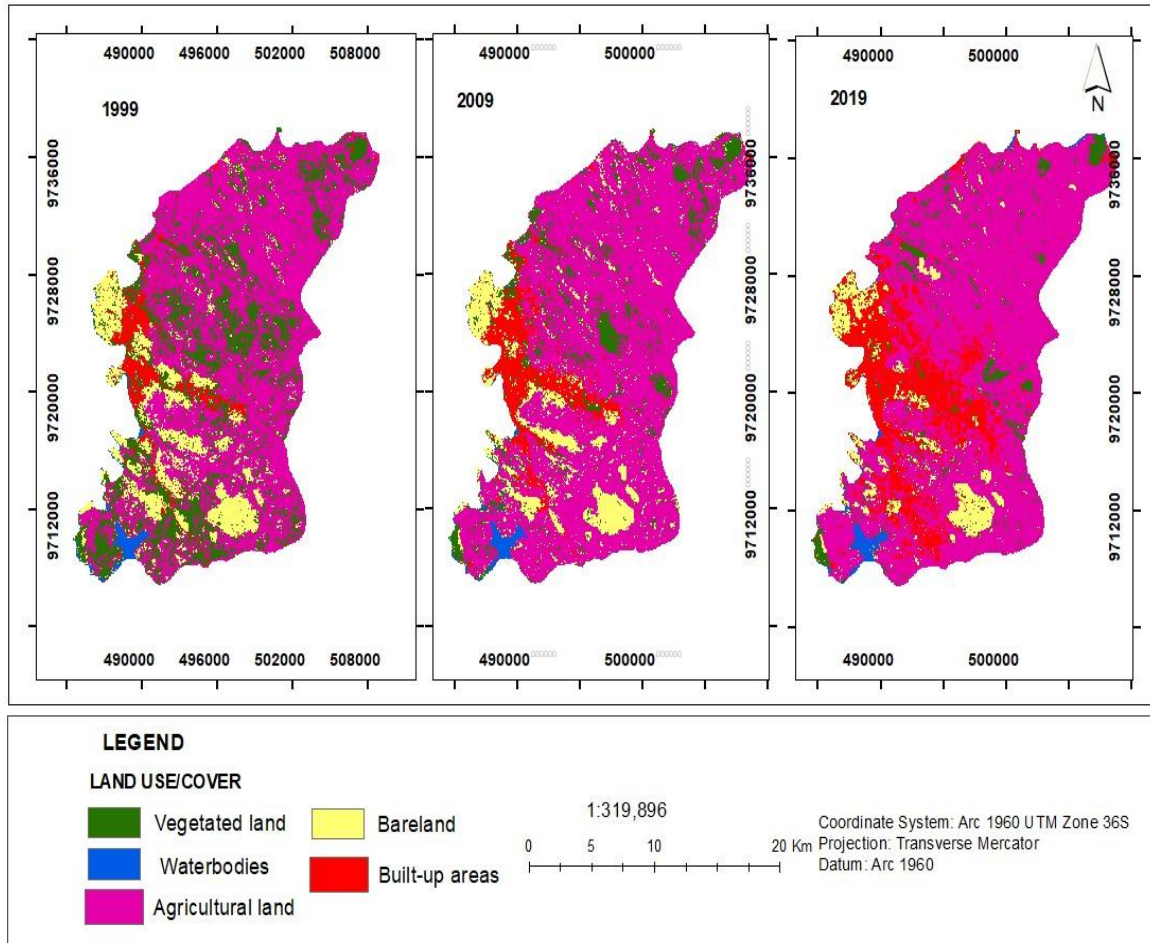 490000 496000 502000 508000
490000 500000
490000 500000
1999
2009
2019
N
9736000
9728000
9720000
9712000
9736000
9728000
9720000
9712000
9736000
9728000
9720000
9712000
490000 496000 502000 508000
490000 500000
490000 500000
LEGEND
LAND USE/COVER
Vegetated land
Waterbodies
Agricultural land
Bareland
Built-up areas
1:319,896
0 5 10 20 Km
Coordinate System: Arc 1960 UTM Zone 36S
Projection: Transverse Mercator
Datum: Arc 1960